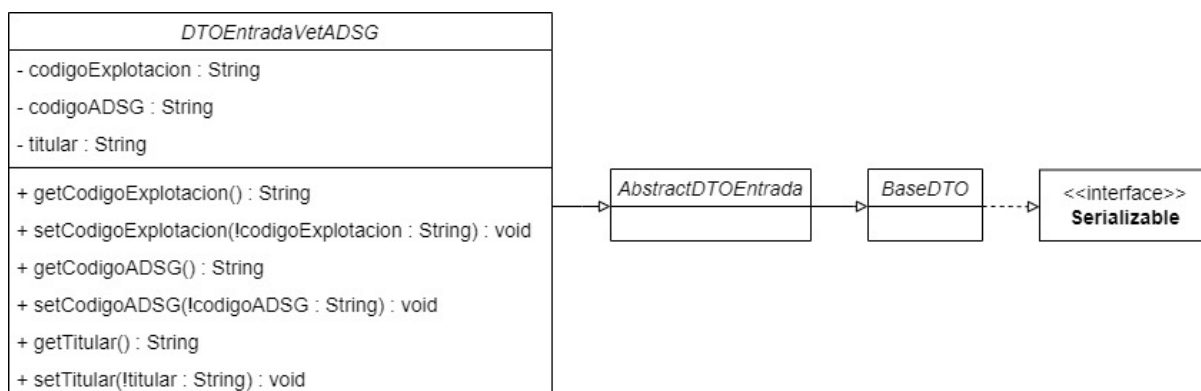 DTOEntradaVetADSG
- codigoExplotacion : String
- codigoADSG : String
- titular : String
+ getCodigoExplotacion() : String
+ setCodigoExplotacion(!codigoExplotacion : String) : void
+ getCodigoADSG() : String
+ setCodigoADSG(!codigoADSG : String) : void
+ getTitular() : String
+ setTitular(!titular : String) : void
AbstractDTOEntrada
BaseDTO
<<interface>>
Serializable